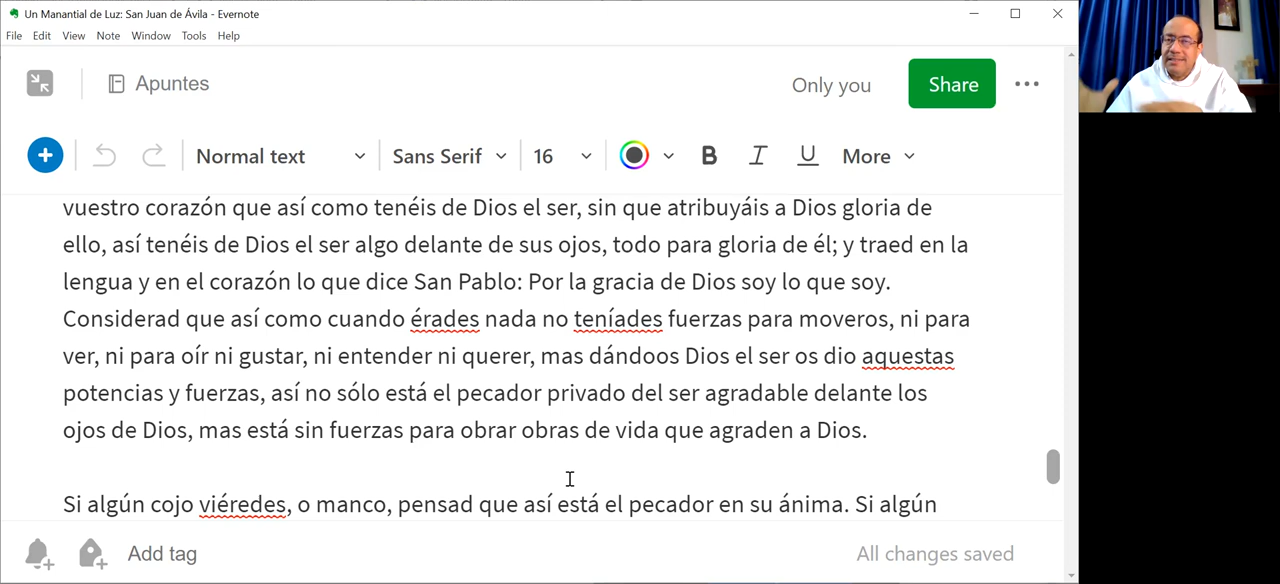 Un Manantial de Luz: San Juan de Ávila - Evernote
File Edit View Note Window Tools Help
Apuntes
Only you
Share
Normal text
Sans Serif
16
B I U
More
vuestro corazón que así como tenéis de Dios el ser, sin que atribuyáis a Dios gloria de
ello, así tenéis de Dios el ser algo delante de sus ojos, todo para gloria de él; y traed en la
lengua y en el corazón lo que dice San Pablo: Por la gracia de Dios soy lo que soy.
Considerad que así como cuando érades nada no teníades fuerzas para moveros, ni para
ver, ni para oír ni gustar, ni entender ni querer, mas dándoos Dios el ser os dio aquestas
potencias y fuerzas, así no sólo está el pecador privado del ser agradable delante los
ojos de Dios, mas está sin fuerzas para obrar obras de vida que agraden a Dios.
Si algún cojo viéredes, o manco, pensad que así está el pecador en su ánima. Si algún
Add tag
All changes saved